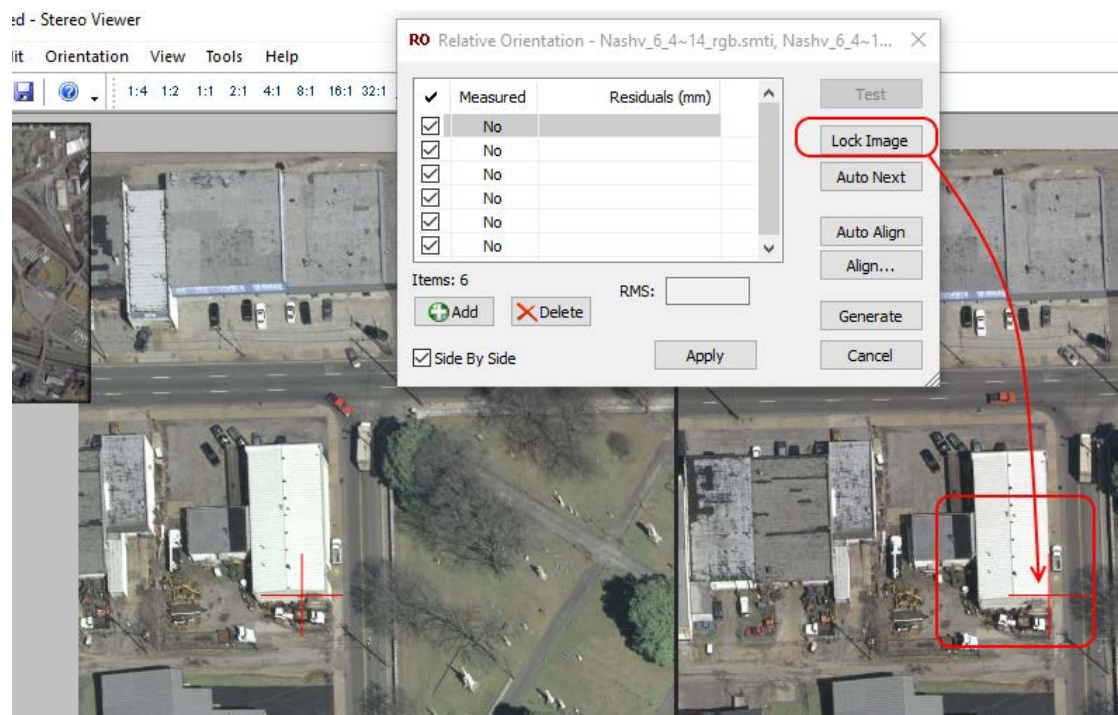 ed - Stereo Viewer
lit Orientation View Tools Help
1:4 1:2 1:1 2:1 4:1 8:1 16:1 32:1
RO Relative Orientation - Nashv_6_4~14_rgb.smti, Nashv_6_4~1...
Measured Residuals (mm)
No
No
No
No
No
No
Items: 6
RMS:
Add Delete
Side By Side
Apply
Test
Lock Image
Auto Next
Auto Align
Align...
Generate
Cancel